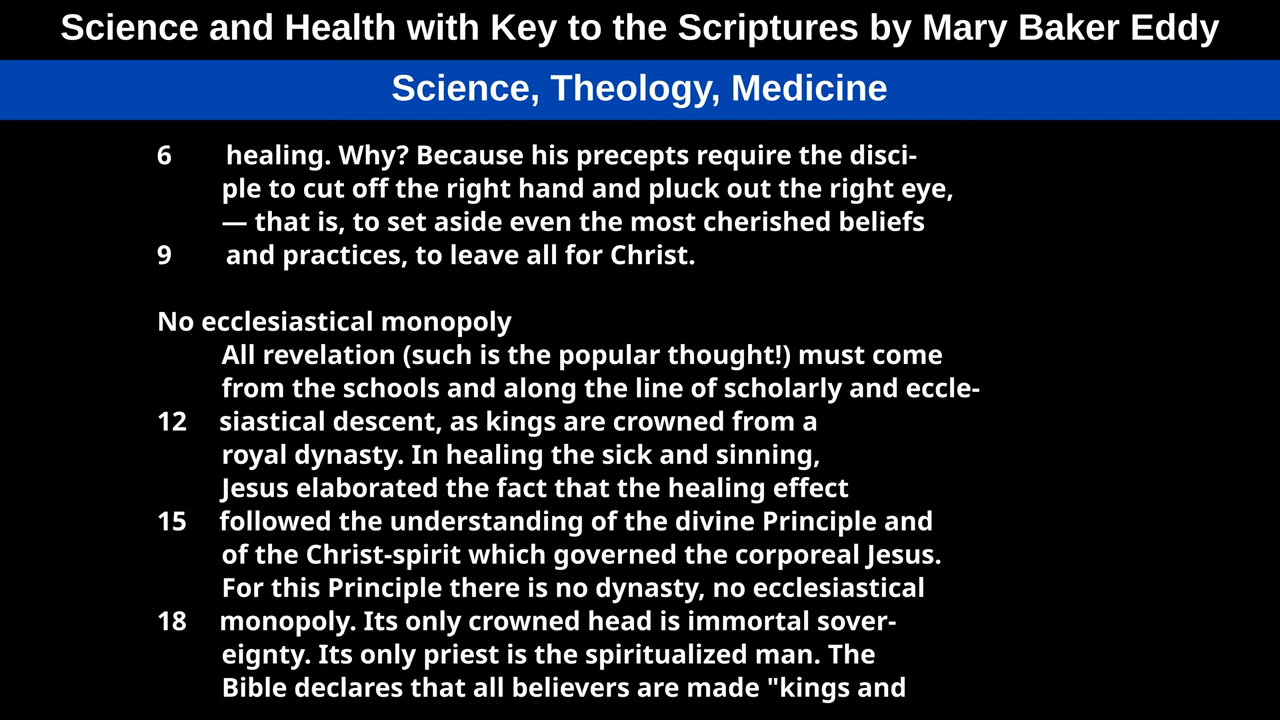 Science and Health with Key to the Scriptures by Mary Baker Eddy
Science, Theology, Medicine
6 healing. Why? Because his precepts require the disci-
ple to cut off the right hand and pluck out the right eye,
— that is, to set aside even the most cherished beliefs
9 and practices, to leave all for Christ.
No ecclesiastical monopoly
All revelation (such is the popular thought!) must come
from the schools and along the line of scholarly and eccle-
12 siastical descent, as kings are crowned from a
royal dynasty. In healing the sick and sinning,
Jesus elaborated the fact that the healing effect
15 followed the understanding of the divine Principle and
of the Christ-spirit which governed the corporeal Jesus.
For this Principle there is no dynasty, no ecclesiastical
18 monopoly. Its only crowned head is immortal sover-
eignty. Its only priest is the spiritualized man. The
Bible declares that all believers are made "kings and